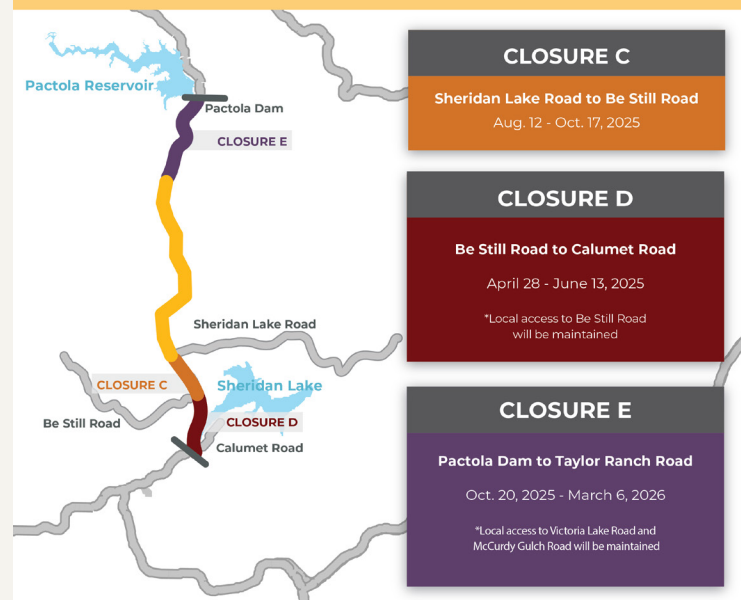 Pactola Reservoir
Pactola Dam
CLOSURE E
Sheridan Lake Road
CLOSURE C
Sheridan Lake
Be Still Road
CLOSURE D
Calumet Road
CLOSURE C
Sheridan Lake Road to Be Still Road
Aug. 12 - Oct. 17, 2025
CLOSURE D
Be Still Road to Calumet Road
April 28 - June 13, 2025
*Local access to Be Still Road
will be maintained
CLOSURE E
Pactola Dam to Taylor Ranch Road
Oct. 20, 2025 - March 6, 2026
*Local access to Victoria Lake Road and
McCurdy Gulch Road will be maintained